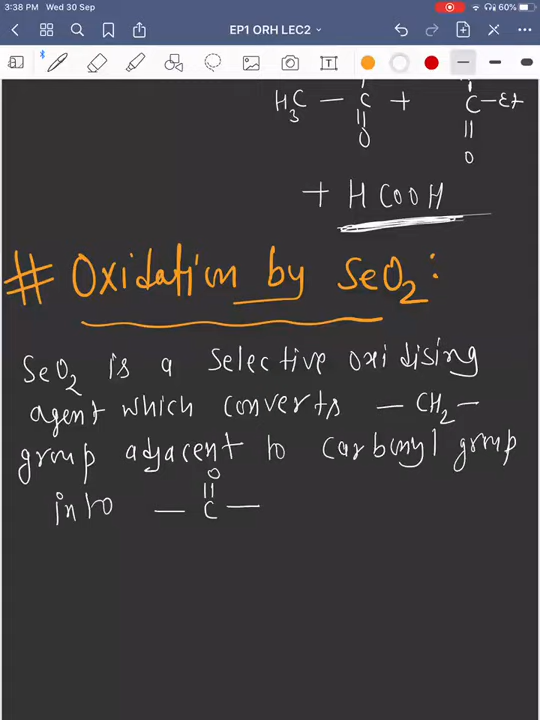 3:38 PM Wed 30 Sep 60%
EP1 ORH LEC2
T
H3C — C + C — Et
O
O
+ HCOOH
# Oxidation by SeO2:
SeO2 is a selective oxidising
agent which converts — CH2 —
group adjacent to carbonyl group
O
into — C —